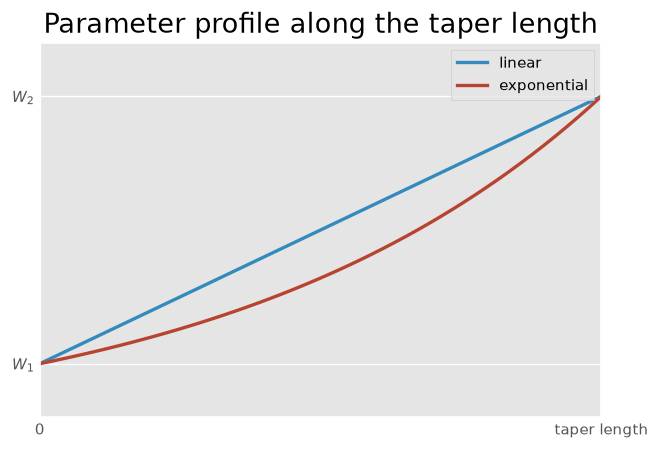 Parameter profile along the taper length
linear
exponential
W₂
W₁
0
taper length